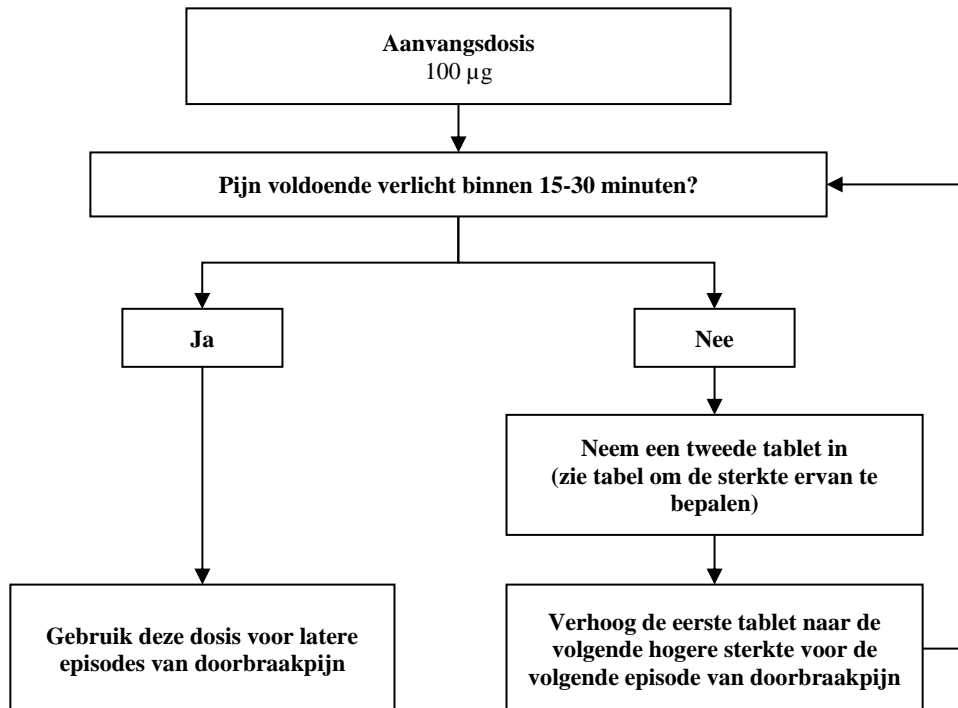 Aanvangsdosis
100 µg
Pijn voldoende verlicht binnen 15-30 minuten?
Ja
Nee
Neem een tweede tablet in
(zie tabel om de sterkte ervan te
bepalen)
Gebruik deze dosis voor latere
episodes van doorbraakpijn
Verhoog de eerste tablet naar de
volgende hogere sterkte voor de
volgende episode van doorbraakpijn